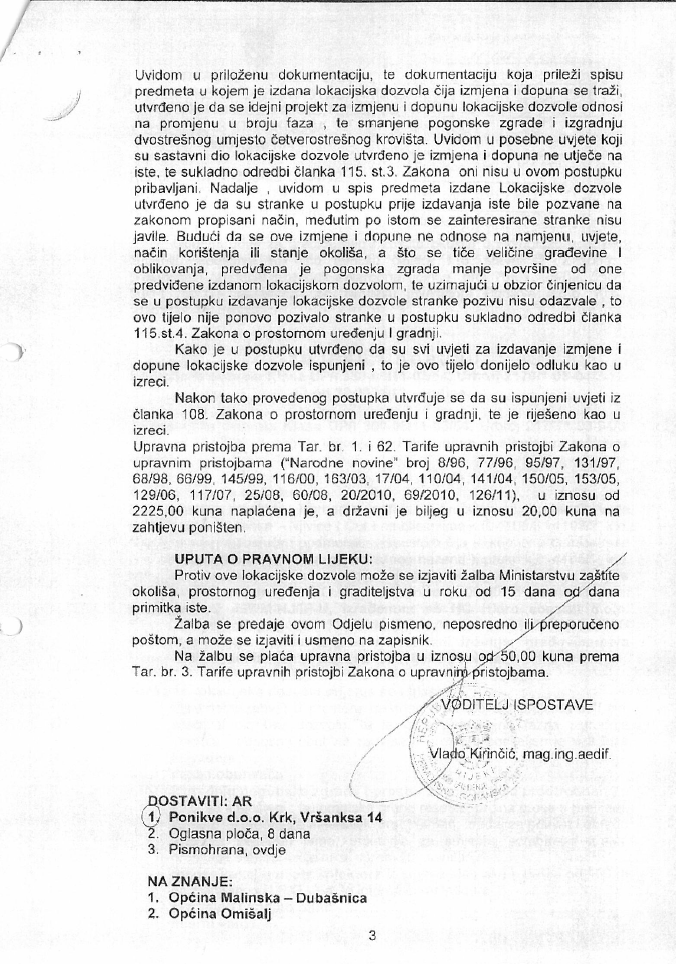 Uvidom u priloženu dokumentaciju, te dokumentaciju koja prileži spisu
predmeta u kojem je izdana lokacijska dozvola čija izmjena i dopuna se traži,
utvrđeno je da se idejni projekt za izmjenu i dopunu lokacijske dozvole odnosi
na promjenu u broju faza , te smanjene pogonske zgrade i izgradnju
dvostrešnog umjesto četverostrešnog krovišta. Uvidom u posebne uvjete koji
su sastavni dio lokacijske dozvole utvrđeno je izmjena i dopuna ne utječe na
iste, te sukladno odredbi članka 115. st.3. Zakona oni nisu u ovom postupku
pribavljani. Nadalje , uvidom u spis predmeta izdane Lokacijske dozvole
utvrđeno je da su stranke u postupku prije izdavanja iste bile pozvane na
zakonom propisani način, međutim po istom se zainteresirane stranke nisu
javile. Budući da se ove izmjene i dopune ne odnose na namjenu, uvjete,
način korištenja ili stanje okoliša, a što se tiče veličine građevine I
oblikovanja, predvđena je pogonska zgrada manje površine od one
predviđene izdanom lokacijskom dozvolom, te uzimajući u obzior činjenicu da
se u postupku izdavanje lokacijske dozvole stranke pozivu nisu odazvale , to
ovo tijelo nije ponovo pozivalo stranke u postupku sukladno odredbi članka
115.st.4. Zakona o prostornom uređenju I gradnji.
Kako je u postupku utvrđeno da su svi uvjeti za izdavanje izmjene i
dopune lokacijske dozvole ispunjeni , to je ovo tijelo donijelo odluku kao u
izreci.
Nakon tako provedenog postupka utvrđuje se da su ispunjeni uvjeti iz
članka 108. Zakona o prostornom uređenju i gradnji, te je riješeno kao u
izreci.
Upravna pristojba prema Tar. br. 1. i 62. Tarife upravnih pristojbi Zakona o
upravnim pristojbama ("Narodne novine" broj 8/96, 77/96, 95/97, 131/97,
68/98, 66/99, 145/99, 116/00, 163/03, 17/04, 110/04, 141/04, 150/05, 153/05,
129/06, 117/07, 25/08, 60/08, 20/2010, 69/2010, 126/11), u iznosu od
2225,00 kuna naplaćena je, a državni je biljeg u iznosu 20,00 kuna na
zahtjevu poništen.
UPUTA O PRAVNOM LIJEKU:
Protiv ove lokacijske dozvole može se izjaviti žalba Ministarstvu zaštite
okoliša, prostornog uređenja i graditeljstva u roku od 15 dana od dana
primitka iste.
Žalba se predaje ovom Odjelu pismeno, neposredno ili preporučeno
poštom, a može se izjaviti i usmeno na zapisnik.
Na žalbu se plaća upravna pristojba u iznosu od 50,00 kuna prema
Tar. br. 3. Tarife upravnih pristojbi Zakona o upravnim pristojbama.
VODITELJ ISPOSTAVE
Vlado Kirinčić, mag.ing.aedif.
DOSTAVITI: AR
1. Ponikve d.o.o. Krk, Vršanksa 14
2. Oglasna ploča, 8 dana
3. Pismohrana, ovdje
NA ZNANJE:
1. Općina Malinska – Dubašnica
2. Općina Omišalj
3